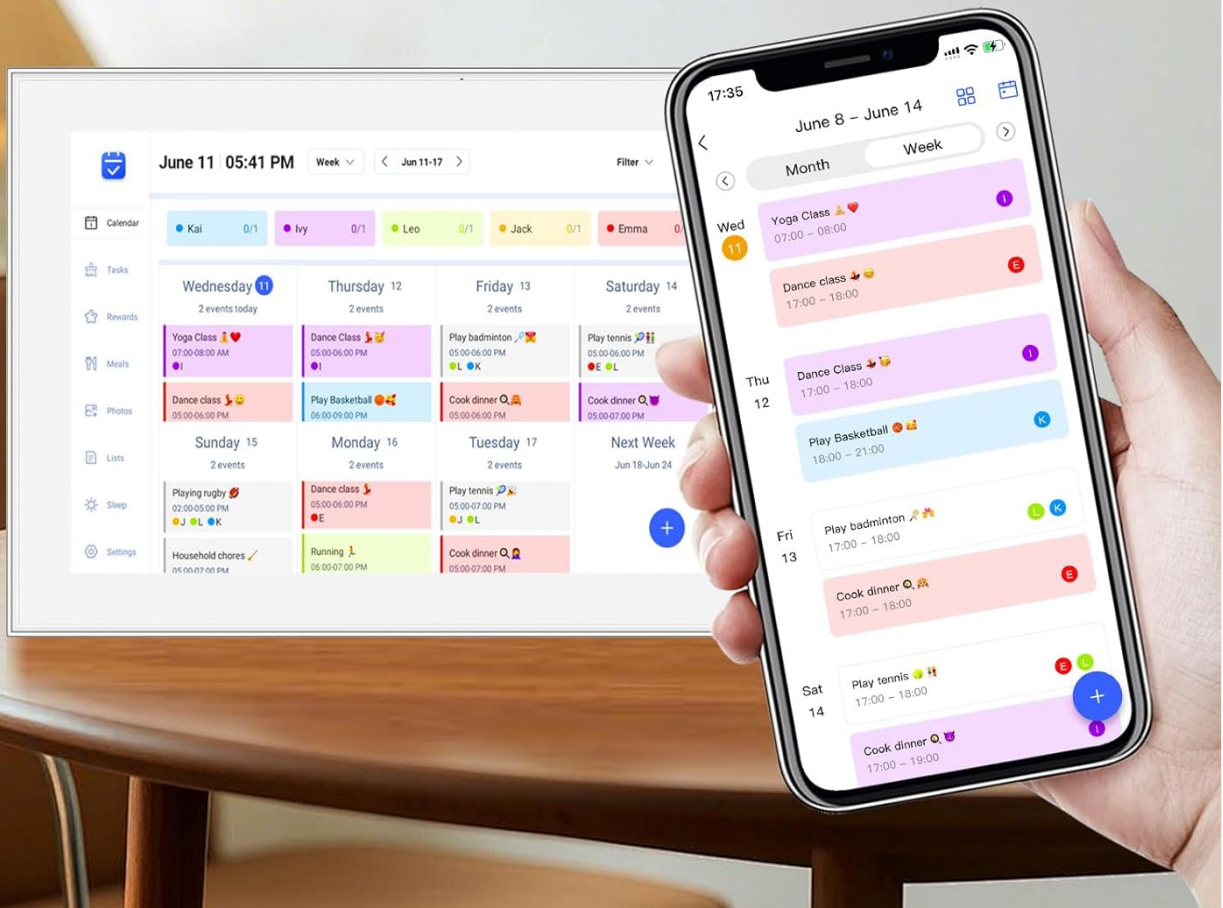 June 11 05:41 PM
Week
Jun 11-17
Filter
Calendar
Tasks
Rewards
Meals
Photos
Lists
Sleep
Settings
Kai 0/1
Ivy 0/1
Leo 0/1
Jack 0/1
Emma 0/
Wednesday 11
2 events today
Yoga Class
07:00-08:00 AM
I
Dance class
05:00-06:00 PM
Thursday 12
2 events
Dance Class
05:00-06:00 PM
I
Play Basketball
06:00-09:00 PM
Friday 13
2 events
Play badminton
05:00-06:00 PM
L K
Cook dinner
05:00-06:00 PM
Saturday 14
2 events
Play tennis
05:00-06:00 PM
E L
Cook dinner
05:00-07:00 PM
Sunday 15
2 events
Playing rugby
02:00-05:00 PM
J L K
Household chores
05:00-07:00 PM
Monday 16
2 events
Dance class
05:00-06:00 PM
E
Running
06:00-07:00 PM
Tuesday 17
2 events
Play tennis
05:00-07:00 PM
J L
Cook dinner
05:00-07:00 PM
Next Week
Jun 18-Jun 24
+
17:35
June 8 – June 14
Month
Week
Wed
11
Yoga Class
07:00 – 08:00
I
Dance class
17:00 – 18:00
E
Thu
12
Dance Class
17:00 – 18:00
I
Play Basketball
18:00 – 21:00
K
Fri
13
Play badminton
17:00 – 18:00
L K
Cook dinner
17:00 – 18:00
E
Sat
14
Play tennis
17:00 – 18:00
E L
+
Cook dinner
17:00 – 19:00
I